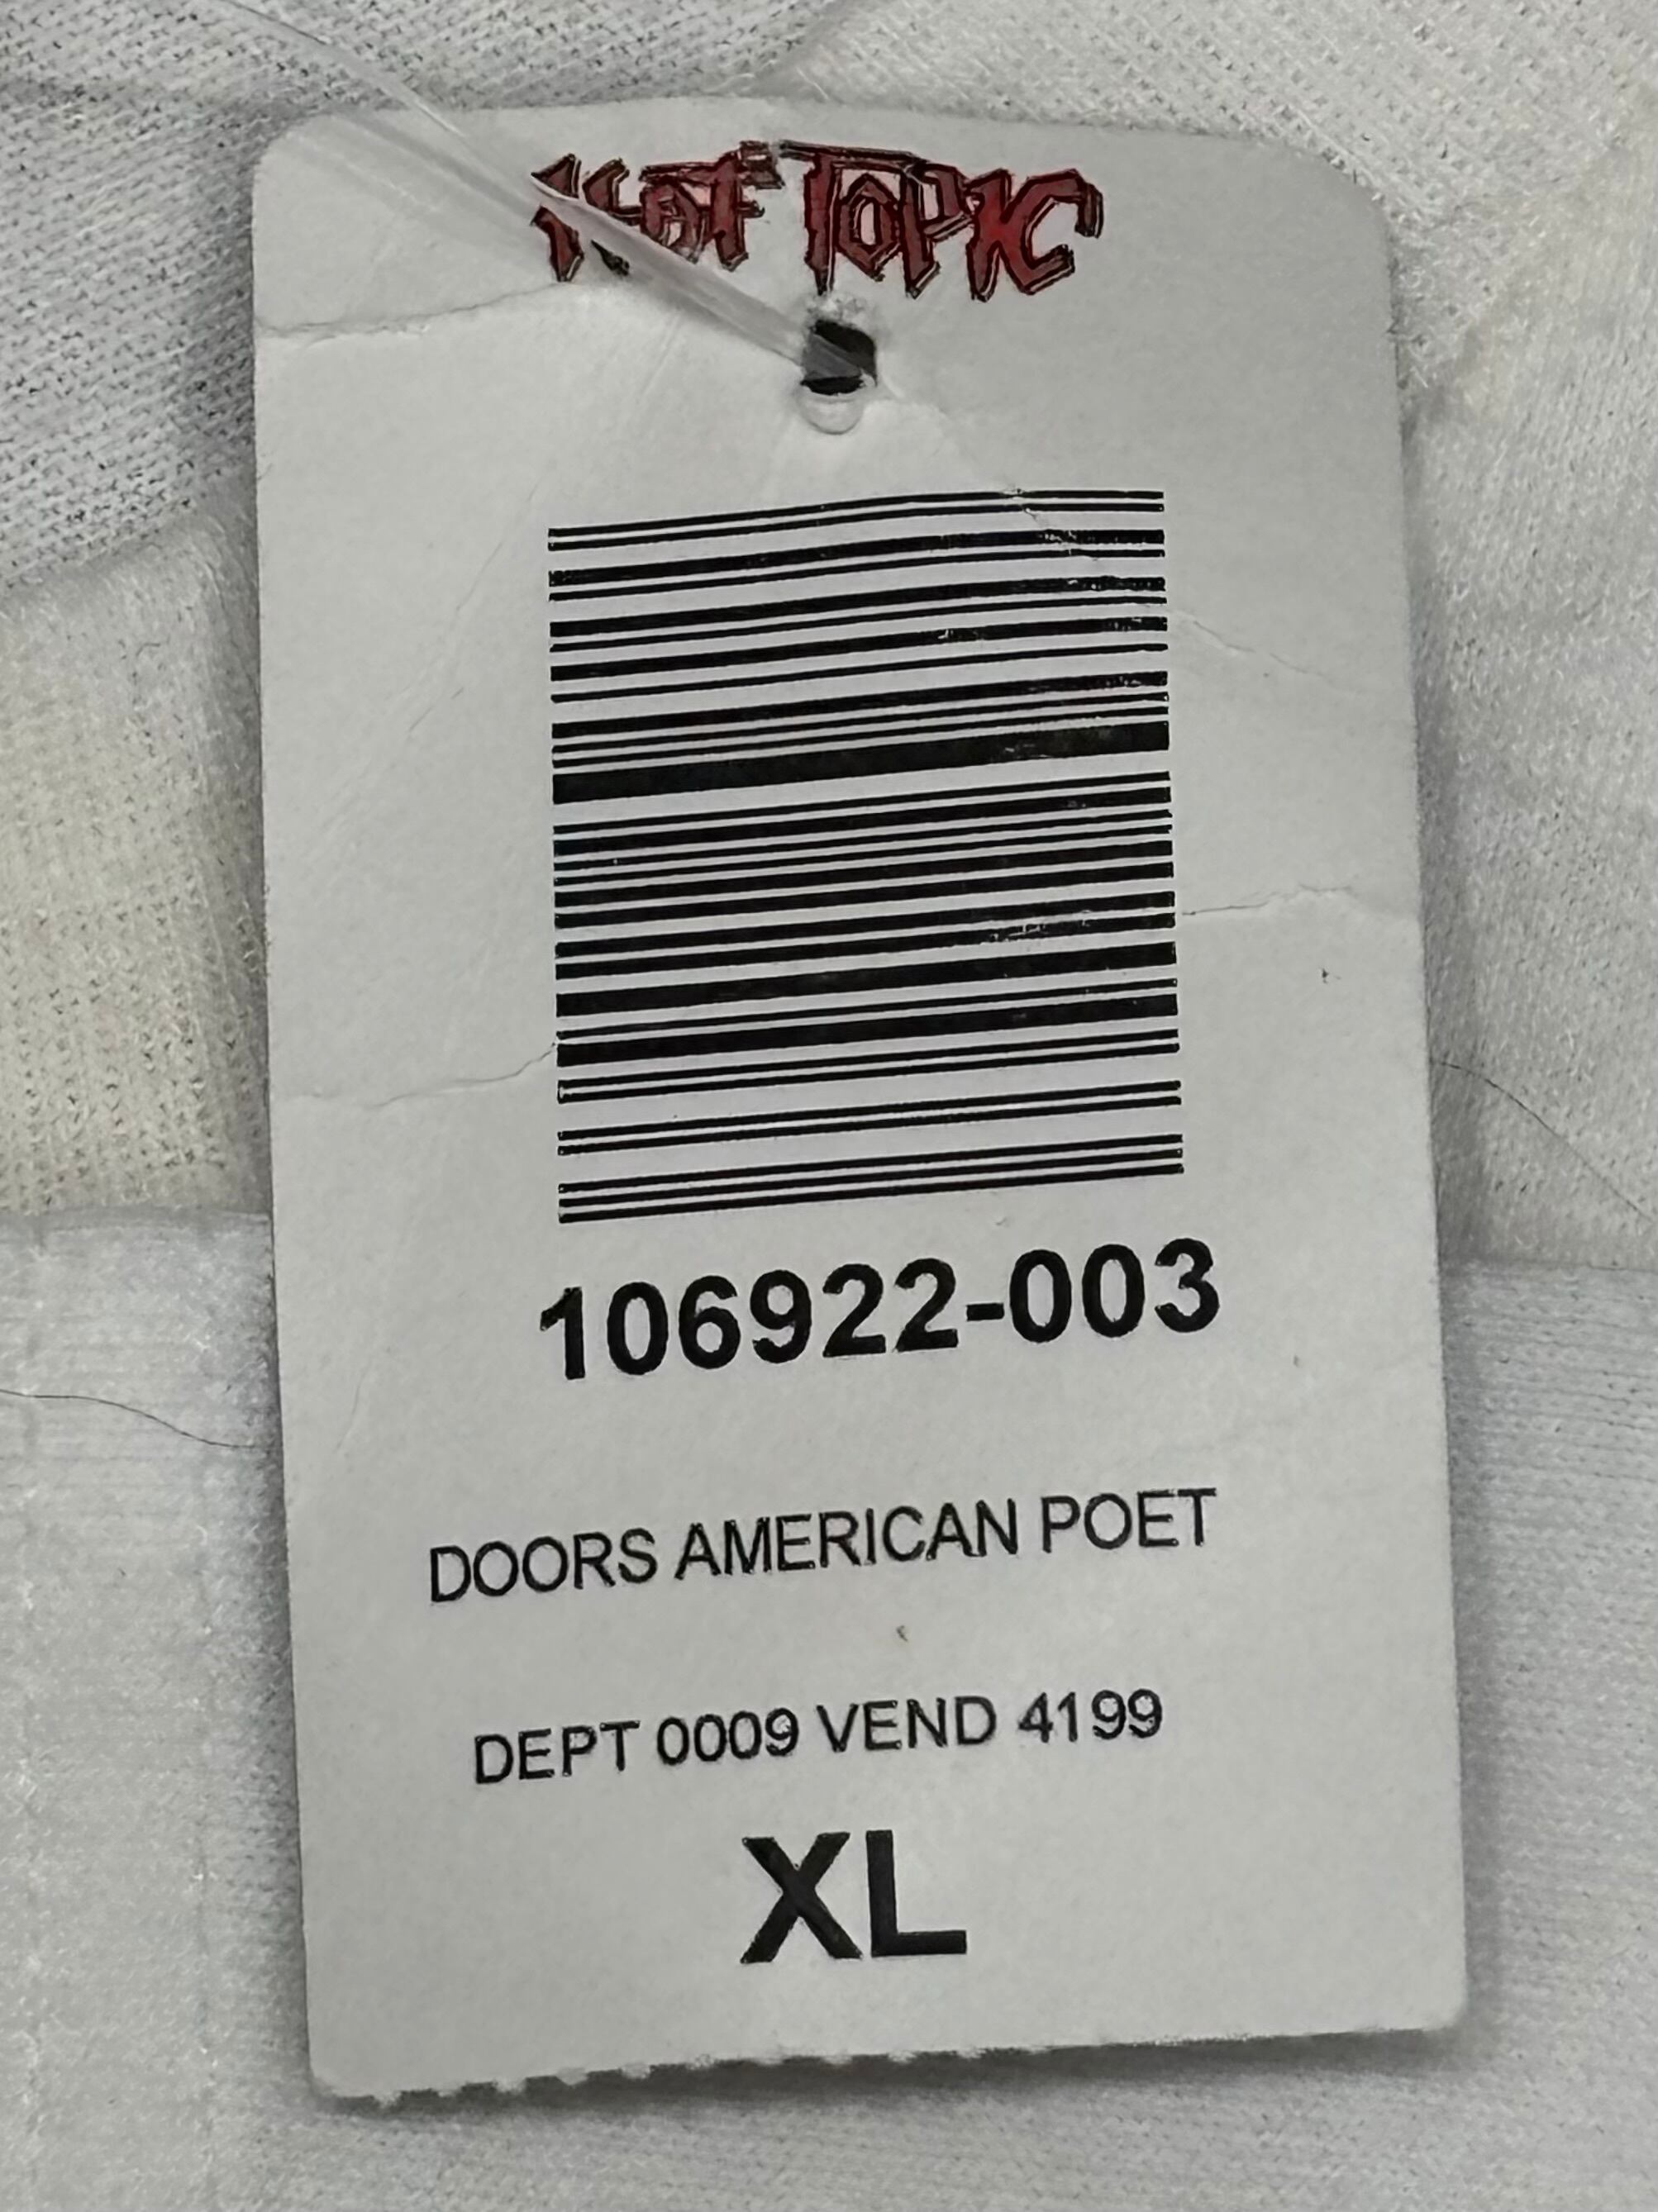 HOT TOPIC
106922-003
DOORS AMERICAN POET
DEPT 0009 VEND 4199
XL